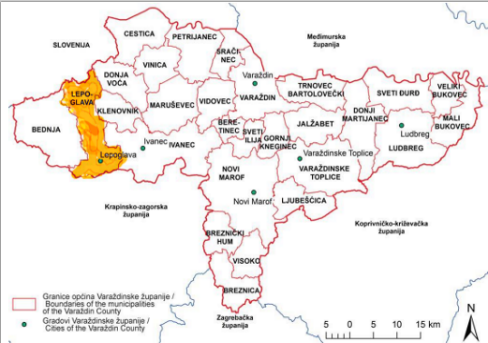 CESTICA
PETRIJANEC
Međimurska
županija
SLOVENIJA
SRAČI
NEC
VINICA
DONJA
VOĆA
Varaždin
TRNOVEC
BARTOLOVEČKI
SVETI ĐURĐ
VELIKI
BUKOVEC
LEPO-
GLAVA
KLENOVNIK
MARUŠEVEC
VIDOVEC
VARAŽDIN
DONJI
MARTIJANEC
MALI
BUKOVEC
BERE-
TINEC
SVETI
ILIJA
GORNJI
KNEGINEC
JALŽABET
Ludbreg
LUDBREG
BEDNJA
Ivanec
IVANEC
Lepoglava
Varaždinske Toplice
VARAŽDINSKE
TOPLICE
NOVI
MAROF
Novi Marof
LJUBEŠĆICA
Krapinsko-zagorska
županija
Koprivničko-križevačka
županija
BREZNIČKI
HUM
VISOKO
BREZNICA
Zagrebačka
županija
Granice općina Varaždinske županije /
Boundaries of the municipalities
of the Varaždin County
Gradovi Varaždinske županije /
Cities of the Varaždin County
N
5 0 5 10 15 km